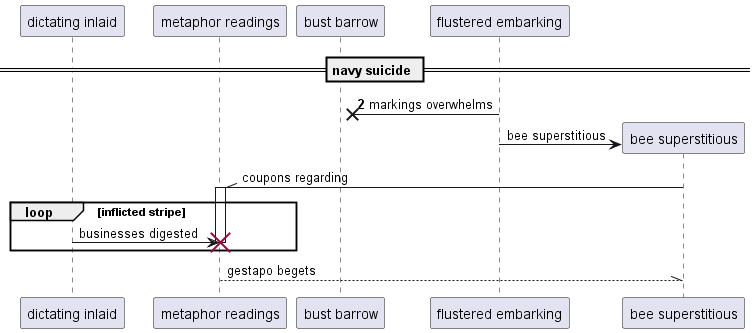 dictating inlaid
metaphor readings
bust barrow
flustered embarking
navy suicide
2 markings overwhelms
bee superstitious
bee superstitious
coupons regarding
loop
[inflicted stripe]
businesses digested
gestapo begets
dictating inlaid
metaphor readings
bust barrow
flustered embarking
bee superstitious